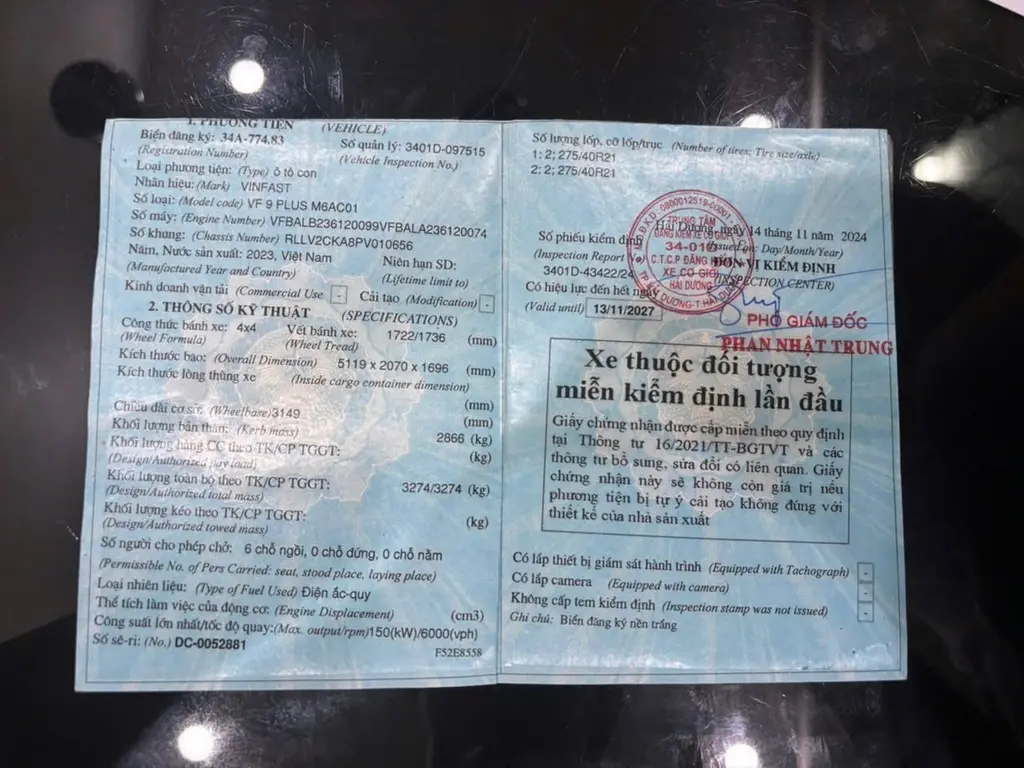 1. PHƯƠNG TIỆN (VEHICLE)
Biển đăng ký: 34A-774.83 Số quản lý: 3401D-097515
(Registration Number) (Vehicle Inspection No.)
Loại phương tiện: (Type) ô tô con
Nhãn hiệu: (Mark) VINFAST
Số loại: (Model code) VF 9 PLUS M6AC01
Số máy: (Engine Number) VFBALB236120099VFBALA236120074
Số khung: (Chassis Number) RLLV2CKA8PV010656
Năm, Nước sản xuất: 2023, Việt Nam Niên hạn SD:
(Manufactured Year and Country) (Lifetime limit to)
Kinh doanh vận tải (Commercial Use - Cải tạo (Modification) -
2. THÔNG SỐ KỸ THUẬT (SPECIFICATIONS)
Công thức bánh xe: 4x4 Vết bánh xe: 1722/1736 (mm)
(Wheel Formula) (Wheel Tread)
Kích thước bao: (Overall Dimension) 5119 x 2070 x 1696 (mm)
Kích thước lòng thùng xe (Inside cargo container dimension)
(mm)
Chiều dài cơ sở: (Wheelbase) 3149 (mm)
Khối lượng bản thân: (Kerb mass) 2866 (kg)
Khối lượng hàng CC theo TK/CP TGGT: (kg)
(Design/Authorized pay load)
Khối lượng toàn bộ theo TK/CP TGGT: 3274/3274 (kg)
(Design/Authorized total mass)
Khối lượng kéo theo TK/CP TGGT: (kg)
(Design/Authorized towed mass)
Số người cho phép chở: 6 chỗ ngồi, 0 chỗ đứng, 0 chỗ nằm
(Permissible No. of Pers Carried: seat, stood place, laying place)
Loại nhiên liệu: (Type of Fuel Used) Điện ắc-quy
Thể tích làm việc của động cơ: (Engine Displacement) (cm3)
Công suất lớn nhất/tốc độ quay: (Max. output/rpm) 150(kW)/6000(vph)
Số sê-ri: (No.) DC-0052881 F52E8558
Số lượng lốp, cỡ lốp/trục (Number of tires; Tire size/axle)
1: 2; 275/40R21
2: 2; 275/40R21
Hải Dương, ngày 14 tháng 11 năm 2024
Số phiếu kiểm định (Issued on: Day/Month/Year)
(Inspection Report ĐƠN VỊ KIỂM ĐỊNH
3401D-43422/24 (INSPECTION CENTER)
Có hiệu lực đến hết ngày
(Valid until) 13/11/2027
TRUNG TÂM
ĐĂNG KIỂM XE CƠ GIỚI
C.T.C.P ĐĂNG
XE CƠ GIỚI
HẢI DƯƠNG
PHÓ GIÁM ĐỐC
PHAN NHẬT TRUNG
Xe thuộc đối tượng
miễn kiểm định lần đầu
Giấy chứng nhận được cấp miễn theo quy định
tại Thông tư 16/2021/TT-BGTVT và các
thông tư bổ sung, sửa đổi có liên quan. Giấy
chứng nhận này sẽ không còn giá trị nếu
phương tiện bị tự ý cải tạo không đúng với
thiết kế của nhà sản xuất
Có lắp thiết bị giám sát hành trình (Equipped with Tachograph) -
Có lắp camera (Equipped with camera) -
Không cấp tem kiểm định (Inspection stamp was not issued) -
Ghi chú: Biển đăng ký nền trắng